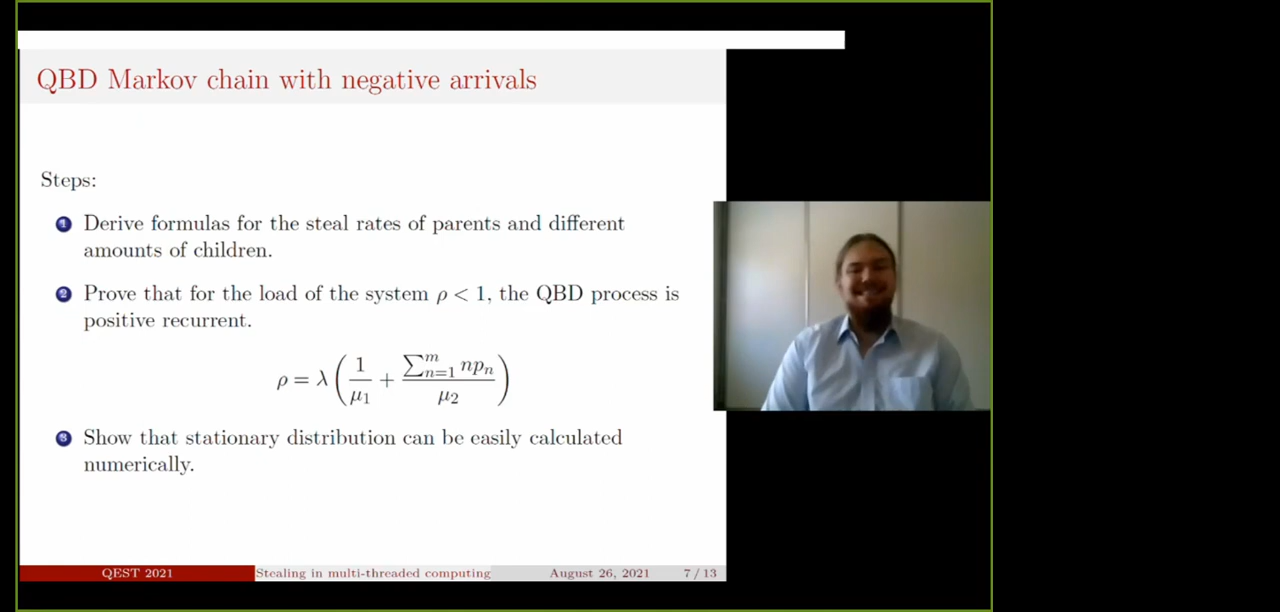 QBD Markov chain with negative arrivals
Steps:
1 Derive formulas for the steal rates of parents and different
amounts of children.
2 Prove that for the load of the system ρ < 1, the QBD process is
positive recurrent.
ρ = λ ( 1/μ₁ + ∑ⁿ₌₁ᵐ npₙ / μ₂ )
3 Show that stationary distribution can be easily calculated
numerically.
QEST 2021 Stealing in multi-threaded computing August 26, 2021 7 / 13